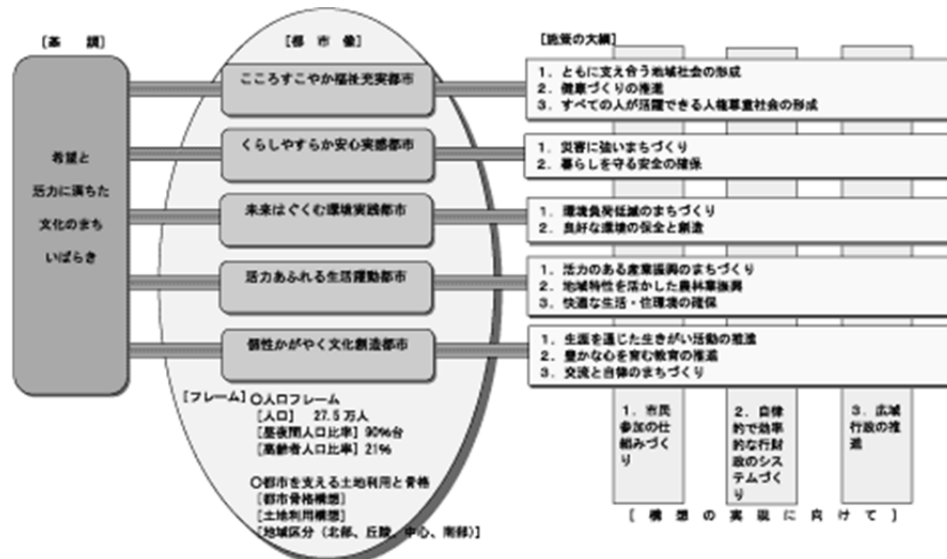 [基 調]
[都 市 像]
[施策の大綱]
希望と
活力に満ちた
文化のまち
いばらき
こころすこやか福祉充実都市
1. ともに支え合う地域社会の形成
2. 健康づくりの推進
3. すべての人が活躍できる人権尊重社会の形成
くらしやすらか安心実感都市
1. 災害に強いまちづくり
2. 暮らしを守る安全の確保
未来はぐくむ環境実践都市
1. 環境負荷低減のまちづくり
2. 良好な環境の保全と創造
活力あふれる生活躍動都市
1. 活力のある産業振興のまちづくり
2. 地域特性を活かした農林業振興
3. 快適な生活・住環境の確保
個性かがやく文化創造都市
1. 生涯を通じた生きがい活動の推進
2. 豊かな心を育む教育の推進
3. 交流と自律のまちづくり
[フレーム]
○人口フレーム
[人口] 27.5万人
[昼夜間人口比率] 90%台
[高齢者人口比率] 21%
○都市を支える土地利用と骨格
[都市骨格構想]
[土地利用構想]
[地域区分(北部、丘陵、中心、南部)]
1. 市民
参加の仕
組みづく
り
2. 自律
的で効率
的な行財
政のシス
テムづく
り
3. 広域
行政の推
進
[構 想 の 実 現 に 向 け て]